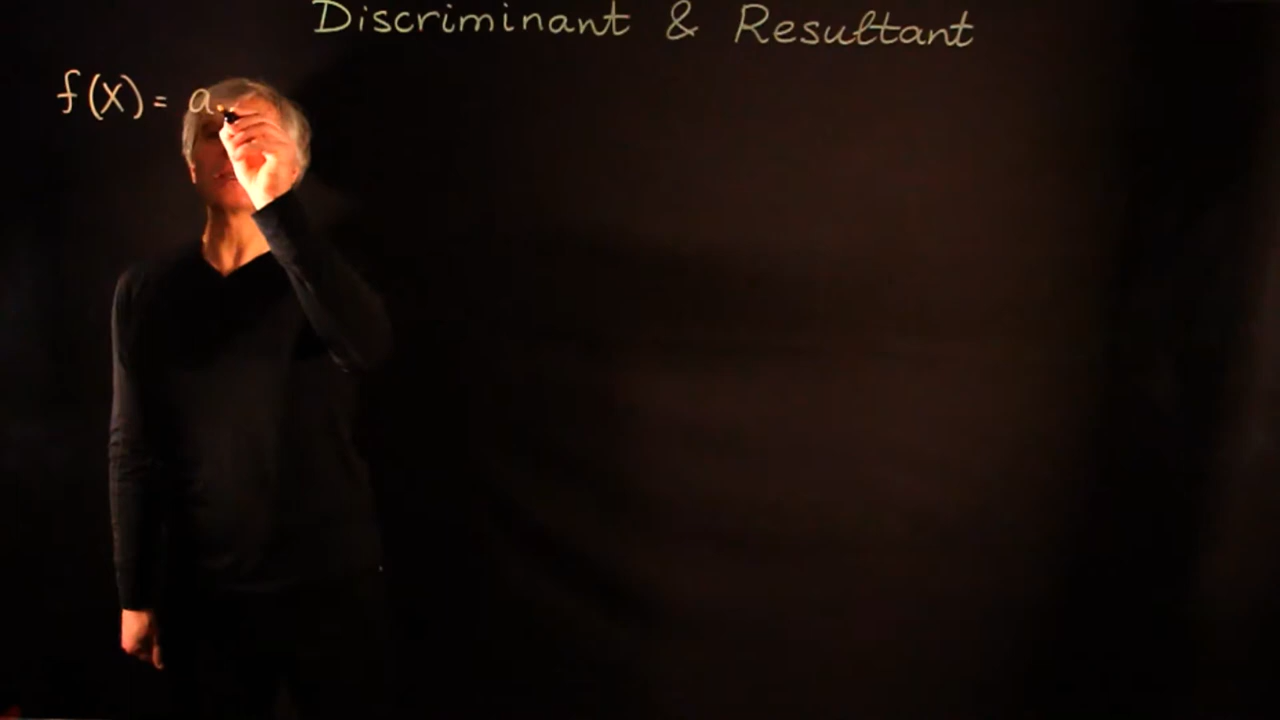 Discriminant & Resultant
f(x) = a